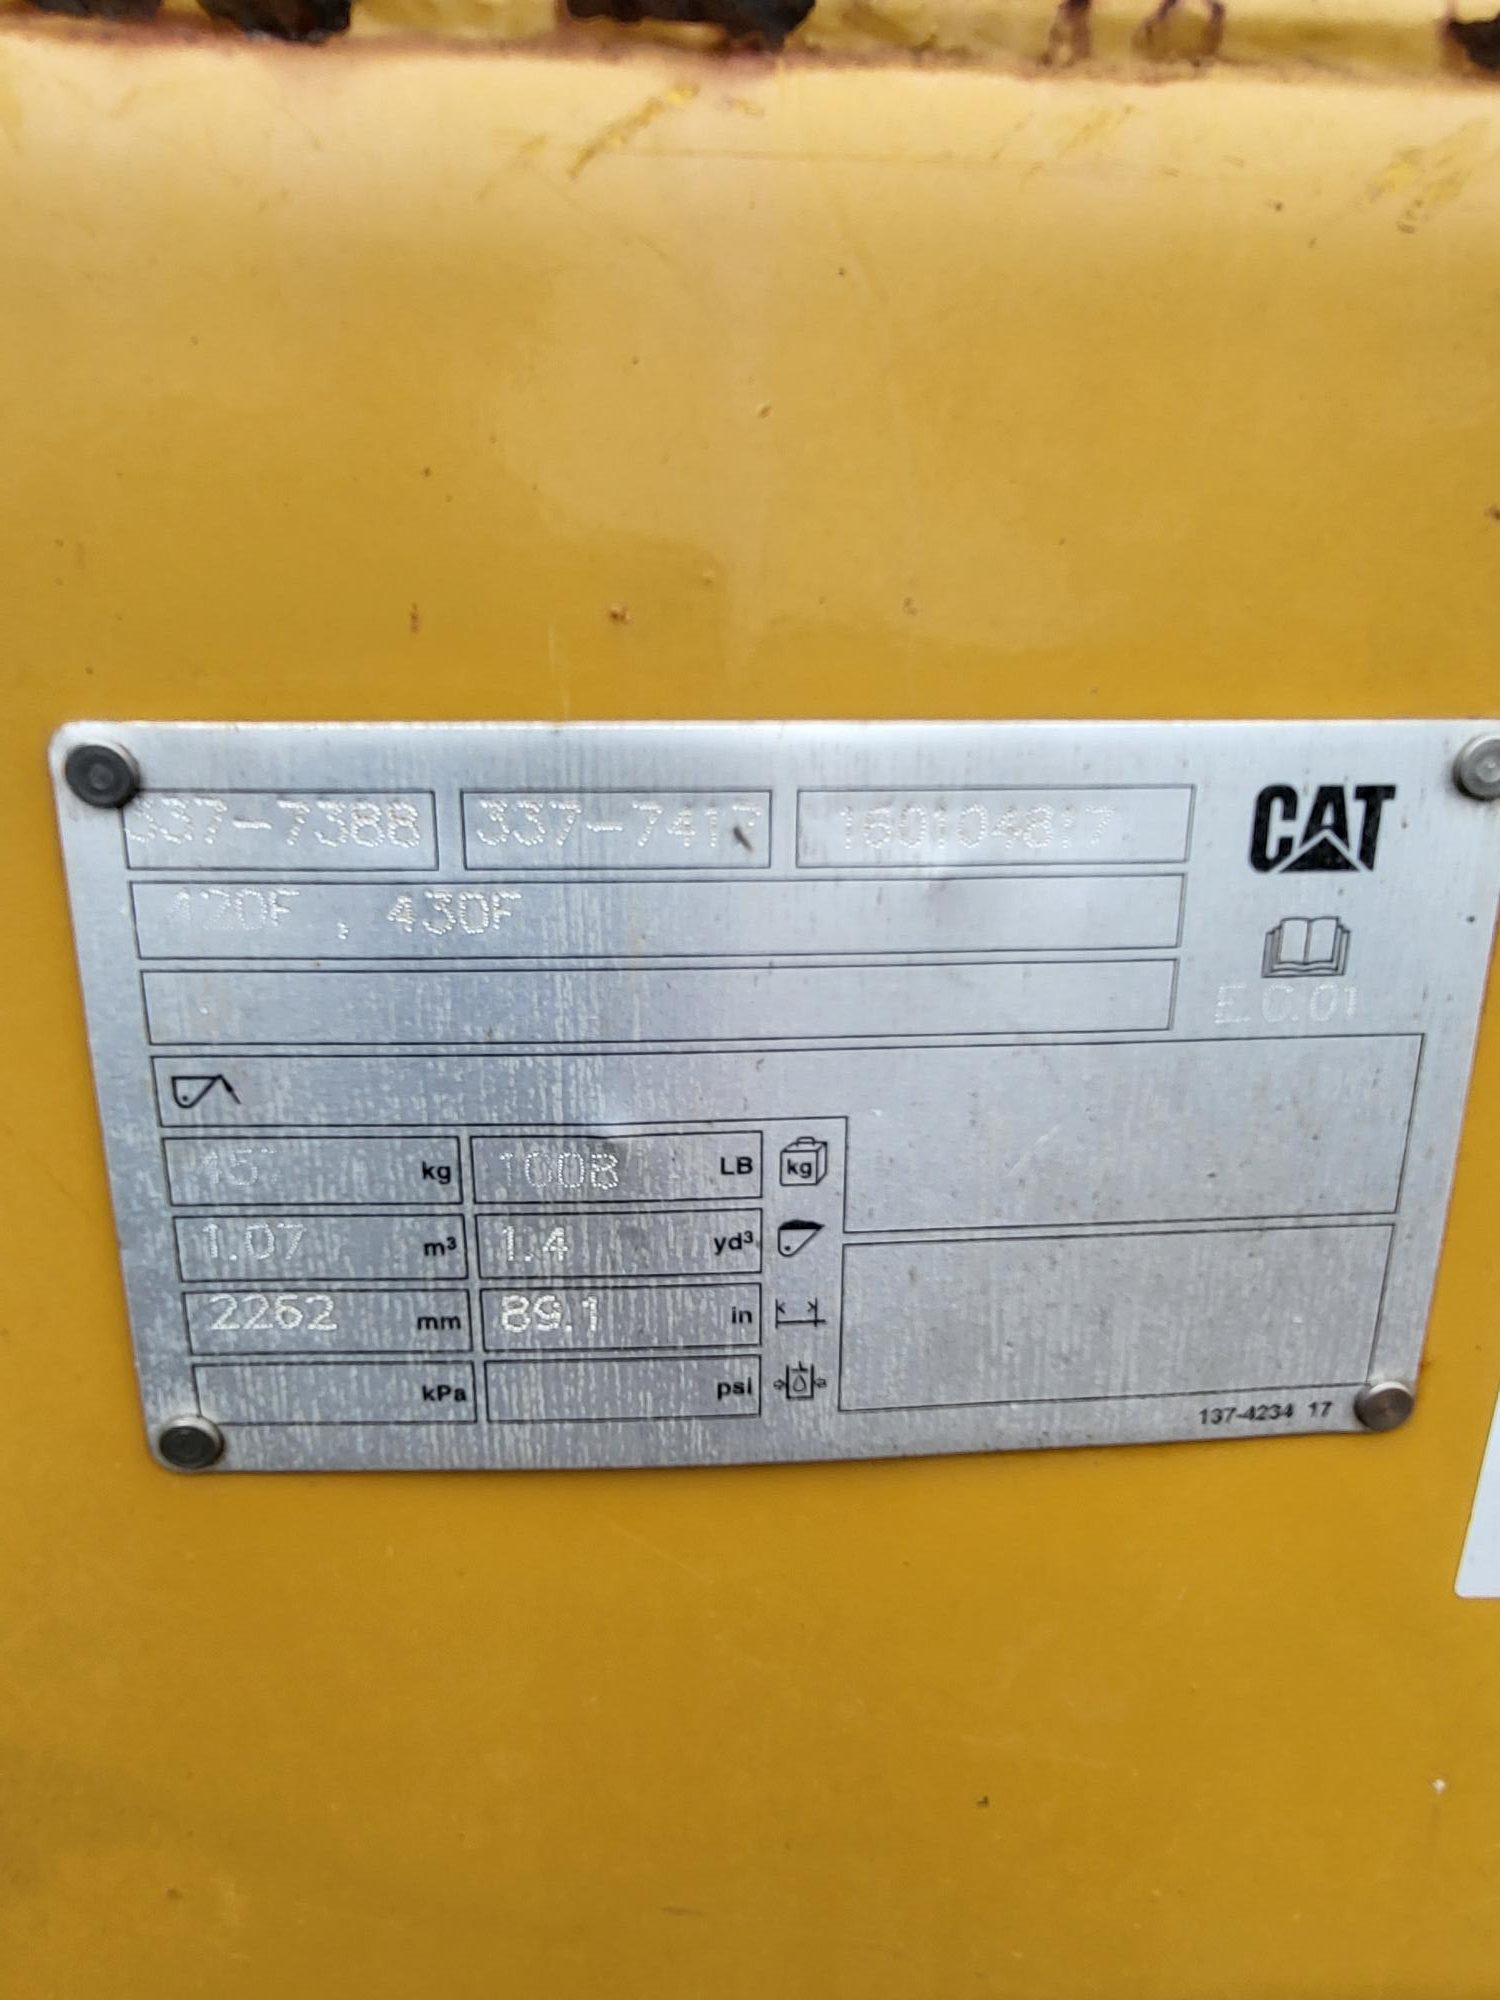 337-7388 337-7417 CAT
420F , 430F
E.C.01
kg 1008 LB kg
1.07 m³ 1.4 yd³
2262 mm 89.1 in
kPa psi
137-4234 17